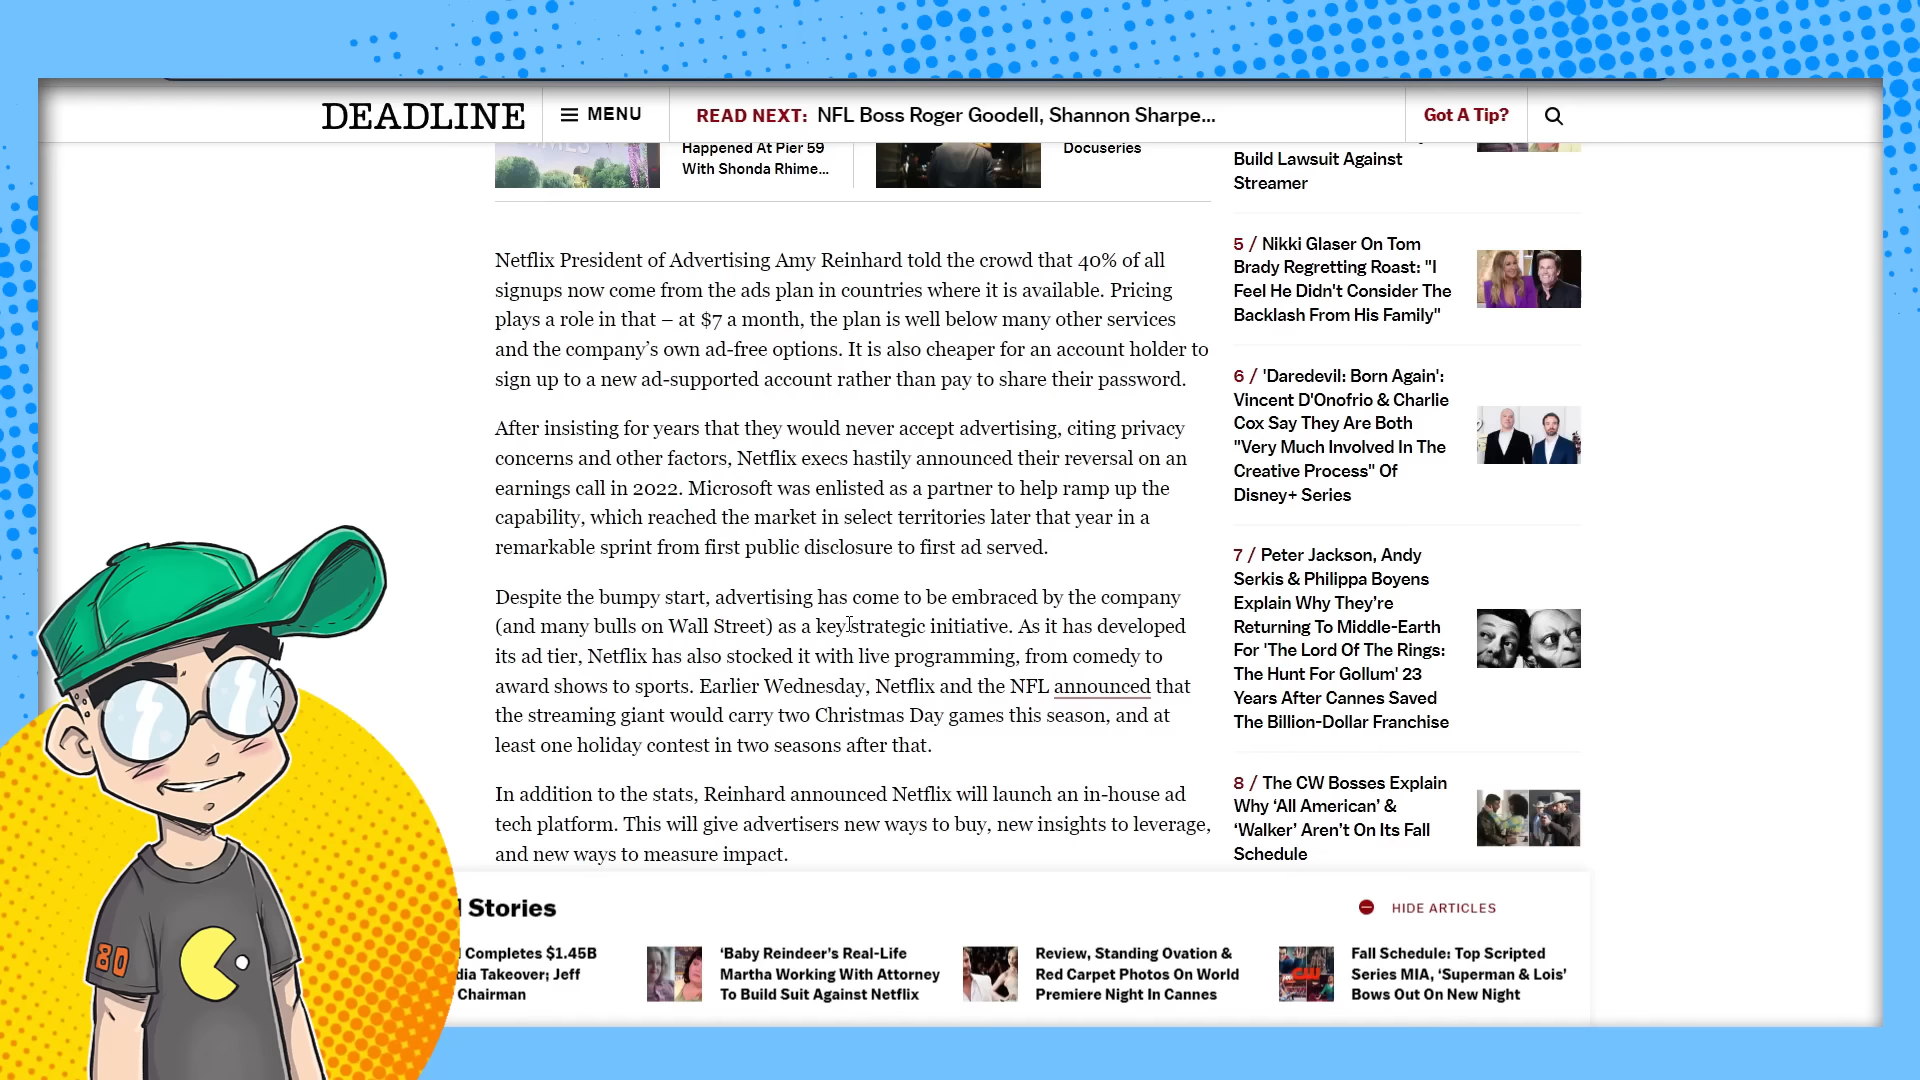 DEADLINE
MENU
READ NEXT: NFL Boss Roger Goodell, Shannon Sharpe...
Got A Tip?
Happened At Pier 59
With Shonda Rhime...
Docuseries
Build Lawsuit Against
Streamer
Netflix President of Advertising Amy Reinhard told the crowd that 40% of all
signups now come from the ads plan in countries where it is available. Pricing
plays a role in that – at $7 a month, the plan is well below many other services
and the company’s own ad-free options. It is also cheaper for an account holder to
sign up to a new ad-supported account rather than pay to share their password.
After insisting for years that they would never accept advertising, citing privacy
concerns and other factors, Netflix execs hastily announced their reversal on an
earnings call in 2022. Microsoft was enlisted as a partner to help ramp up the
capability, which reached the market in select territories later that year in a
remarkable sprint from first public disclosure to first ad served.
Despite the bumpy start, advertising has come to be embraced by the company
(and many bulls on Wall Street) as a key strategic initiative. As it has developed
its ad tier, Netflix has also stocked it with live programming, from comedy to
award shows to sports. Earlier Wednesday, Netflix and the NFL announced that
the streaming giant would carry two Christmas Day games this season, and at
least one holiday contest in two seasons after that.
In addition to the stats, Reinhard announced Netflix will launch an in-house ad
tech platform. This will give advertisers new ways to buy, new insights to leverage,
and new ways to measure impact.
5 / Nikki Glaser On Tom
Brady Regretting Roast: "I
Feel He Didn't Consider The
Backlash From His Family"
6 / 'Daredevil: Born Again':
Vincent D'Onofrio & Charlie
Cox Say They Are Both
"Very Much Involved In The
Creative Process" Of
Disney+ Series
7 / Peter Jackson, Andy
Serkis & Philippa Boyens
Explain Why They’re
Returning To Middle-Earth
For 'The Lord Of The Rings:
The Hunt For Gollum' 23
Years After Cannes Saved
The Billion-Dollar Franchise
8 / The CW Bosses Explain
Why ‘All American’ &
‘Walker’ Aren’t On Its Fall
Schedule
Stories
HIDE ARTICLES
Completes $1.45B
dia Takeover; Jeff
Chairman
‘Baby Reindeer’s Real-Life
Martha Working With Attorney
To Build Suit Against Netflix
Review, Standing Ovation &
Red Carpet Photos On World
Premiere Night In Cannes
CW
Fall Schedule: Top Scripted
Series MIA, ‘Superman & Lois’
Bows Out On New Night
80